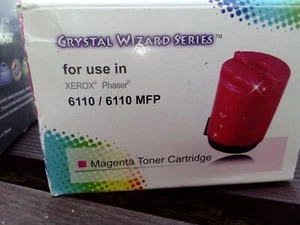 CRYSTAL WIZARD SERIES™
for use in
XEROX® Phaser®
6110 / 6110 MFP
Magenta Toner Cartridge